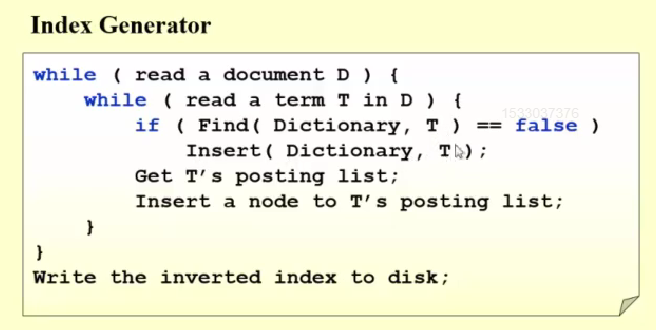 Index Generator
while ( read a document D ) {
while ( read a term T in D ) {
1533037376
if ( Find( Dictionary, T ) == false )
Insert( Dictionary, T );
Get T’s posting list;
Insert a node to T’s posting list;
}
}
Write the inverted index to disk;